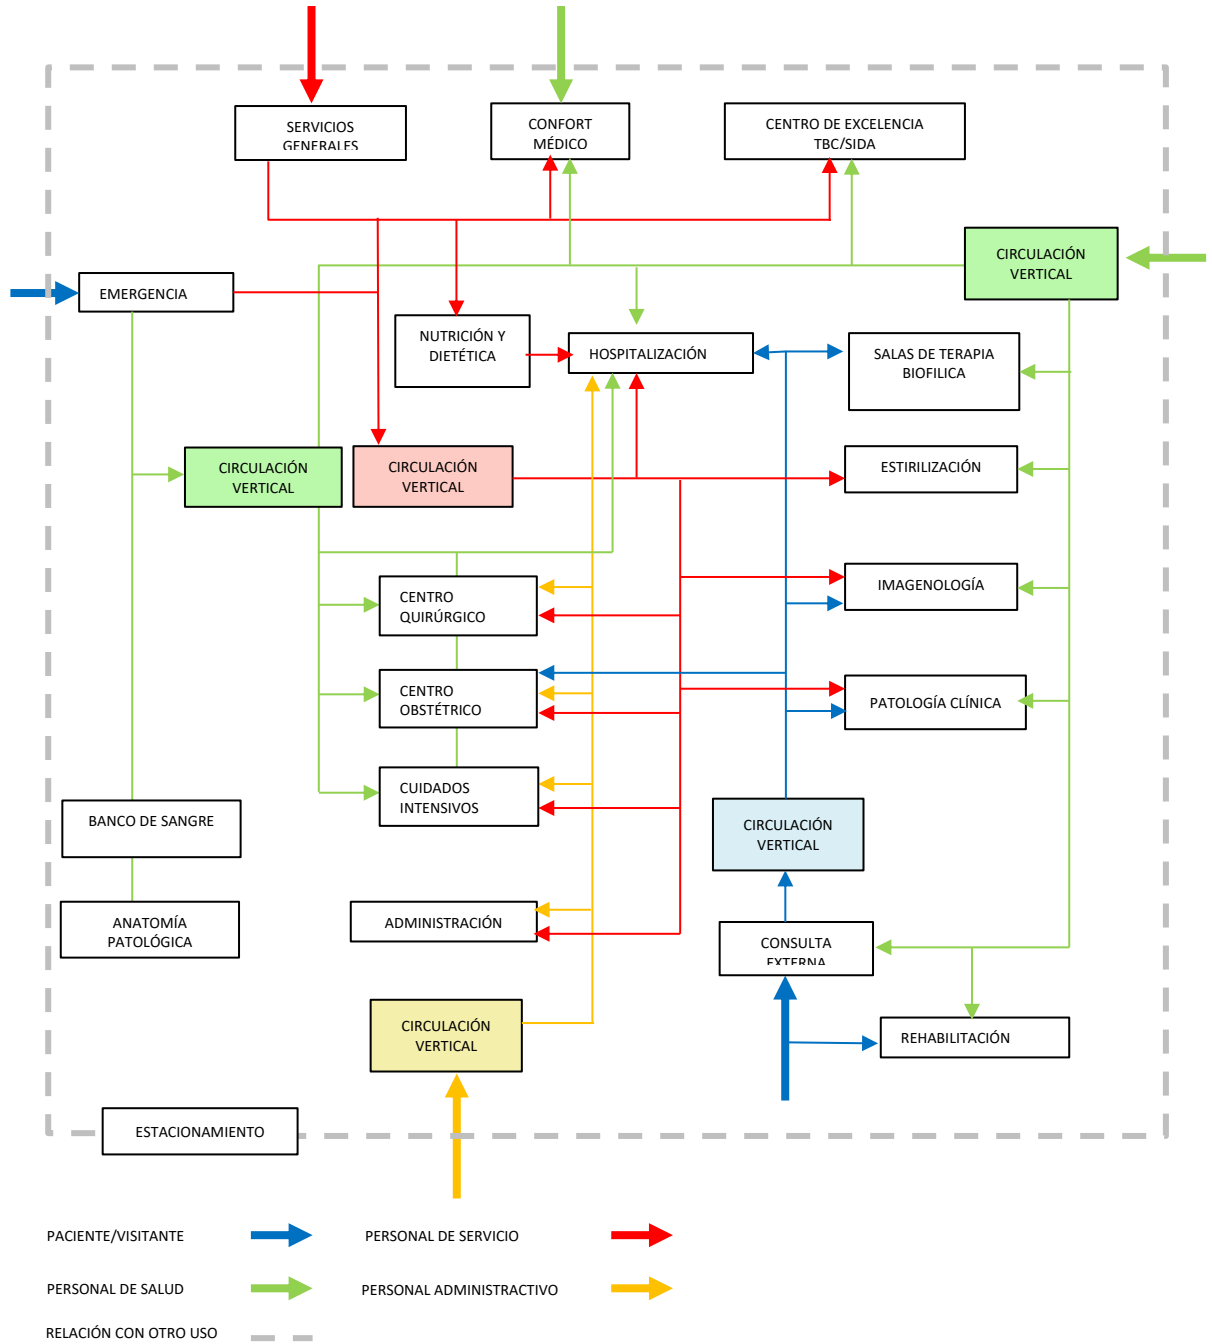 SERVICIOS
GENERALES
CONFORT
MÉDICO
CENTRO DE EXCELENCIA
TBC/SIDA
CIRCULACIÓN
VERTICAL
EMERGENCIA
NUTRICIÓN Y
DIETÉTICA
HOSPITALIZACIÓN
SALAS DE TERAPIA
BIOFILICA
CIRCULACIÓN
VERTICAL
CIRCULACIÓN
VERTICAL
ESTIRILIZACIÓN
CENTRO
QUIRÚRGICO
IMAGENOLOGÍA
CENTRO
OBSTÉTRICO
PATOLOGÍA CLÍNICA
CUIDADOS
INTENSIVOS
BANCO DE SANGRE
CIRCULACIÓN
VERTICAL
ANATOMÍA
PATOLÓGICA
ADMINISTRACIÓN
CONSULTA
EXTERNA
CIRCULACIÓN
VERTICAL
REHABILITACIÓN
ESTACIONAMIENTO
PACIENTE/VISITANTE
PERSONAL DE SERVICIO
PERSONAL DE SALUD
PERSONAL ADMINISTRACTIVO
RELACIÓN CON OTRO USO